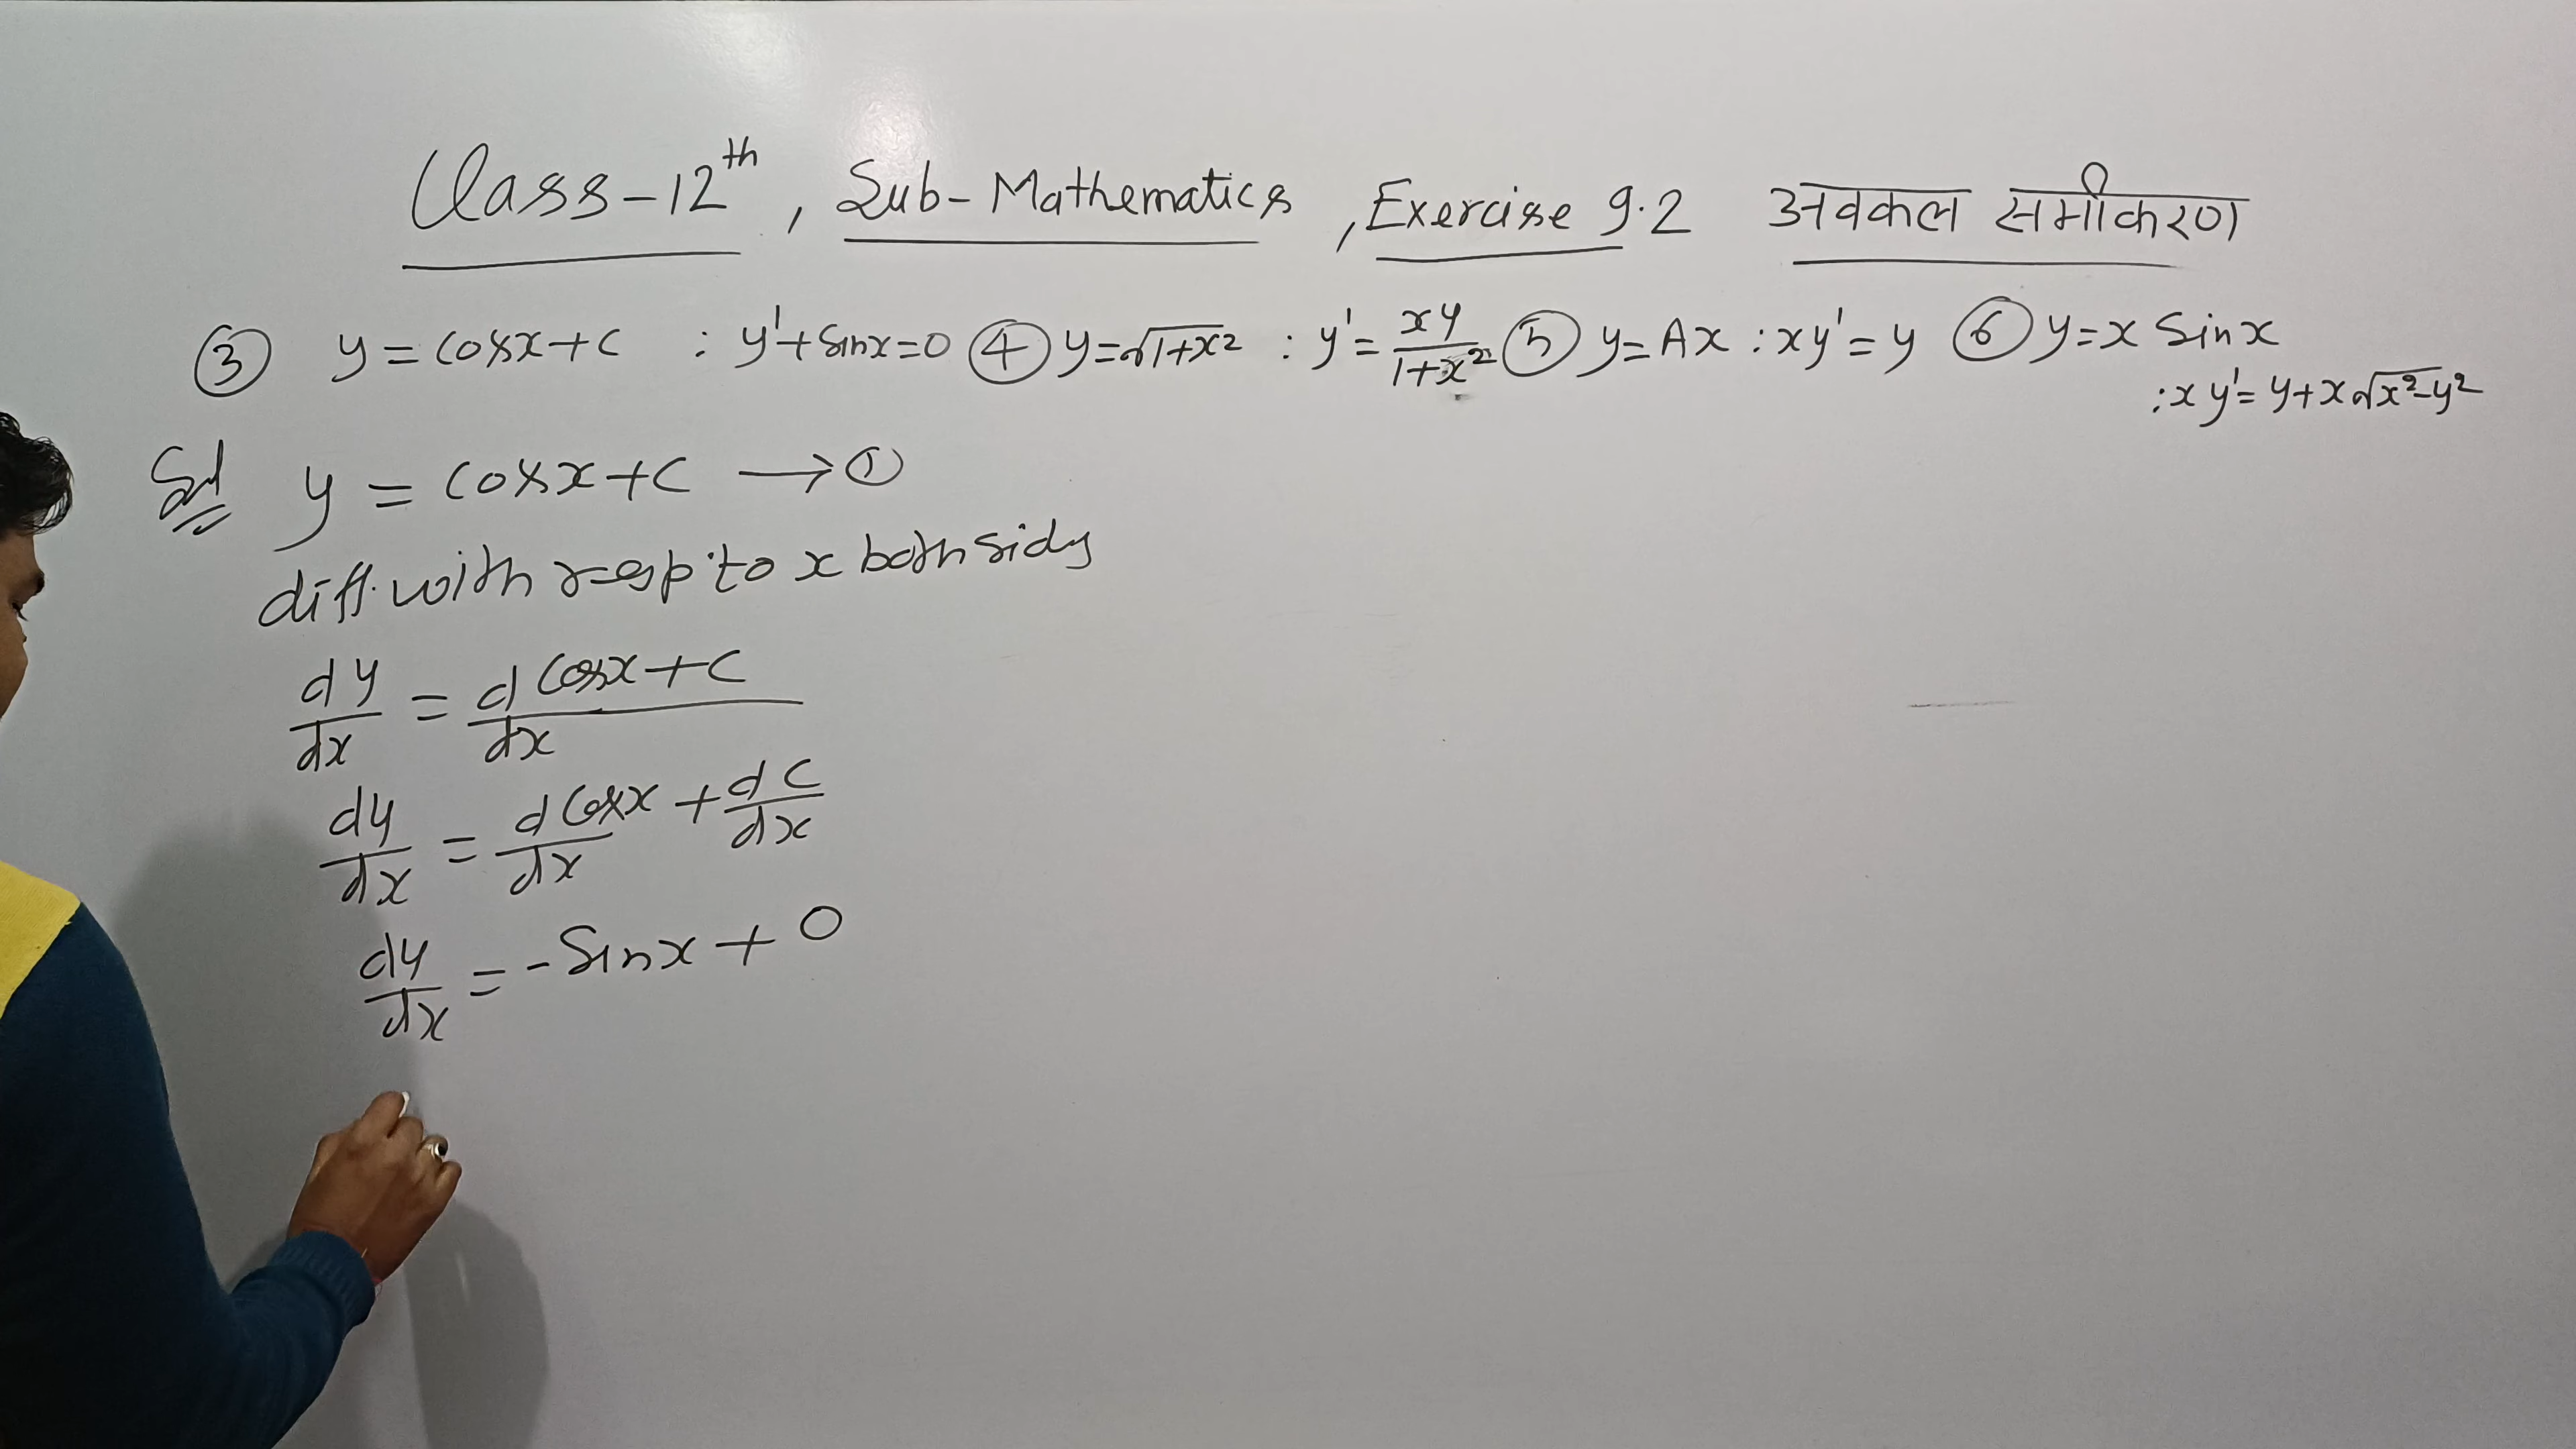 Class-12th, Sub-Mathematics, Exercise 9.2 अवकल समीकरण
③ y = cosx+c : y'+sinx=0 ④ y=√1+x² : y'= xy/1+x² ⑤ y=Ax : xy'=y ⑥ y=x sinx
: xy'= y+x√x²-y²
Sol y = cosx+c → ①
diff. with resp. to x both sides
dy/dx = d cosx+c/dx
dy/dx = d cosx/dx + dc/dx
dy/dx = -sinx + 0